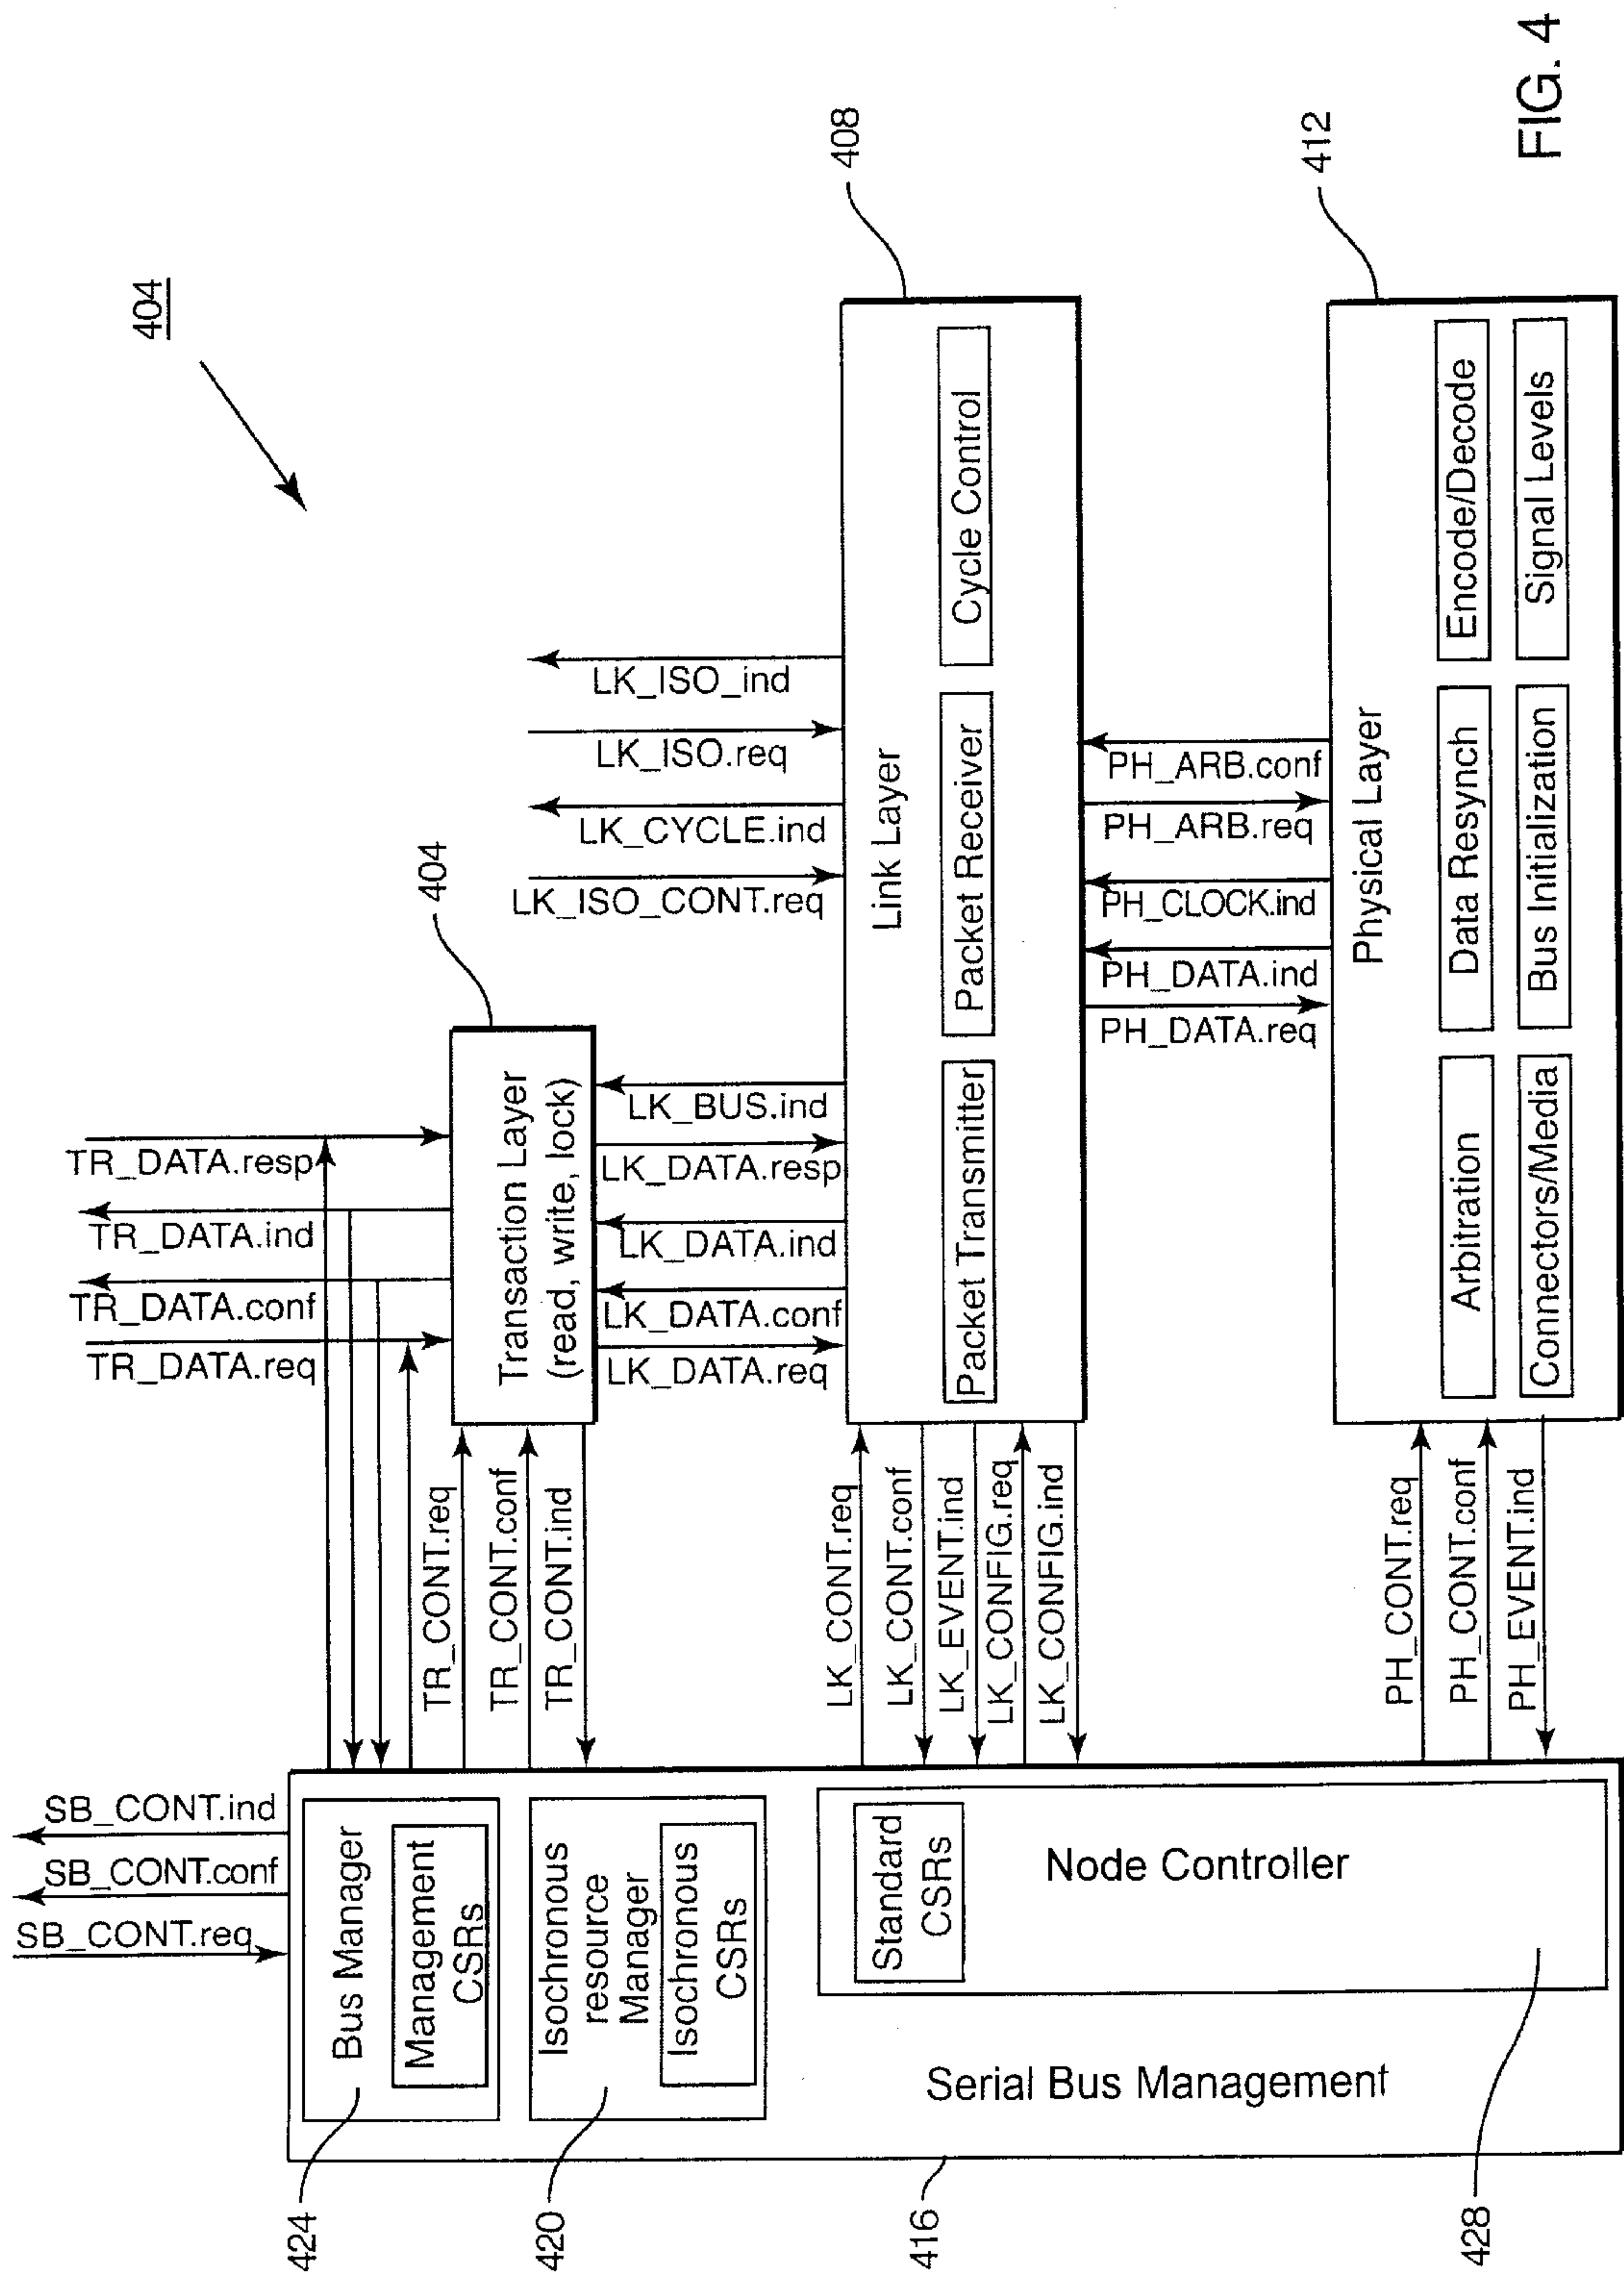 404
SB_CONT.req
SB_CONT.conf
SB_CONT.ind
TR_DATA.req
TR_DATA.conf
TR_DATA.ind
TR_DATA.resp
424
Bus Manager
Management
CSRs
TR_CONT.req
TR_CONT.conf
TR_CONT.ind
Transaction Layer
(read, write, lock)
404
420
Isochronous
resource
Manager
Isochronous
CSRs
LK_DATA.req
LK_DATA.conf
LK_DATA.ind
LK_DATA.resp
LK_BUS.ind
LK_ISO_CONT.req
LK_CYCLE.ind
LK_ISO.req
LK_ISO_ind
416
Serial Bus Management
Standard
CSRs
Node Controller
428
LK_CONT.req
LK_CONT.conf
LK_EVENT.ind
LK_CONFIG.req
LK_CONFIG.ind
Link Layer
408
Packet Transmitter
Packet Receiver
Cycle Control
PH_DATA.req
PH_DATA.ind
PH_CLOCK.ind
PH_ARB.req
PH_ARB.conf
PH_CONT.req
PH_CONT.conf
PH_EVENT.ind
Physical Layer
412
Arbitration
Data Resynch
Encode/Decode
Connectors/Media
Bus Initialization
Signal Levels
FIG. 4